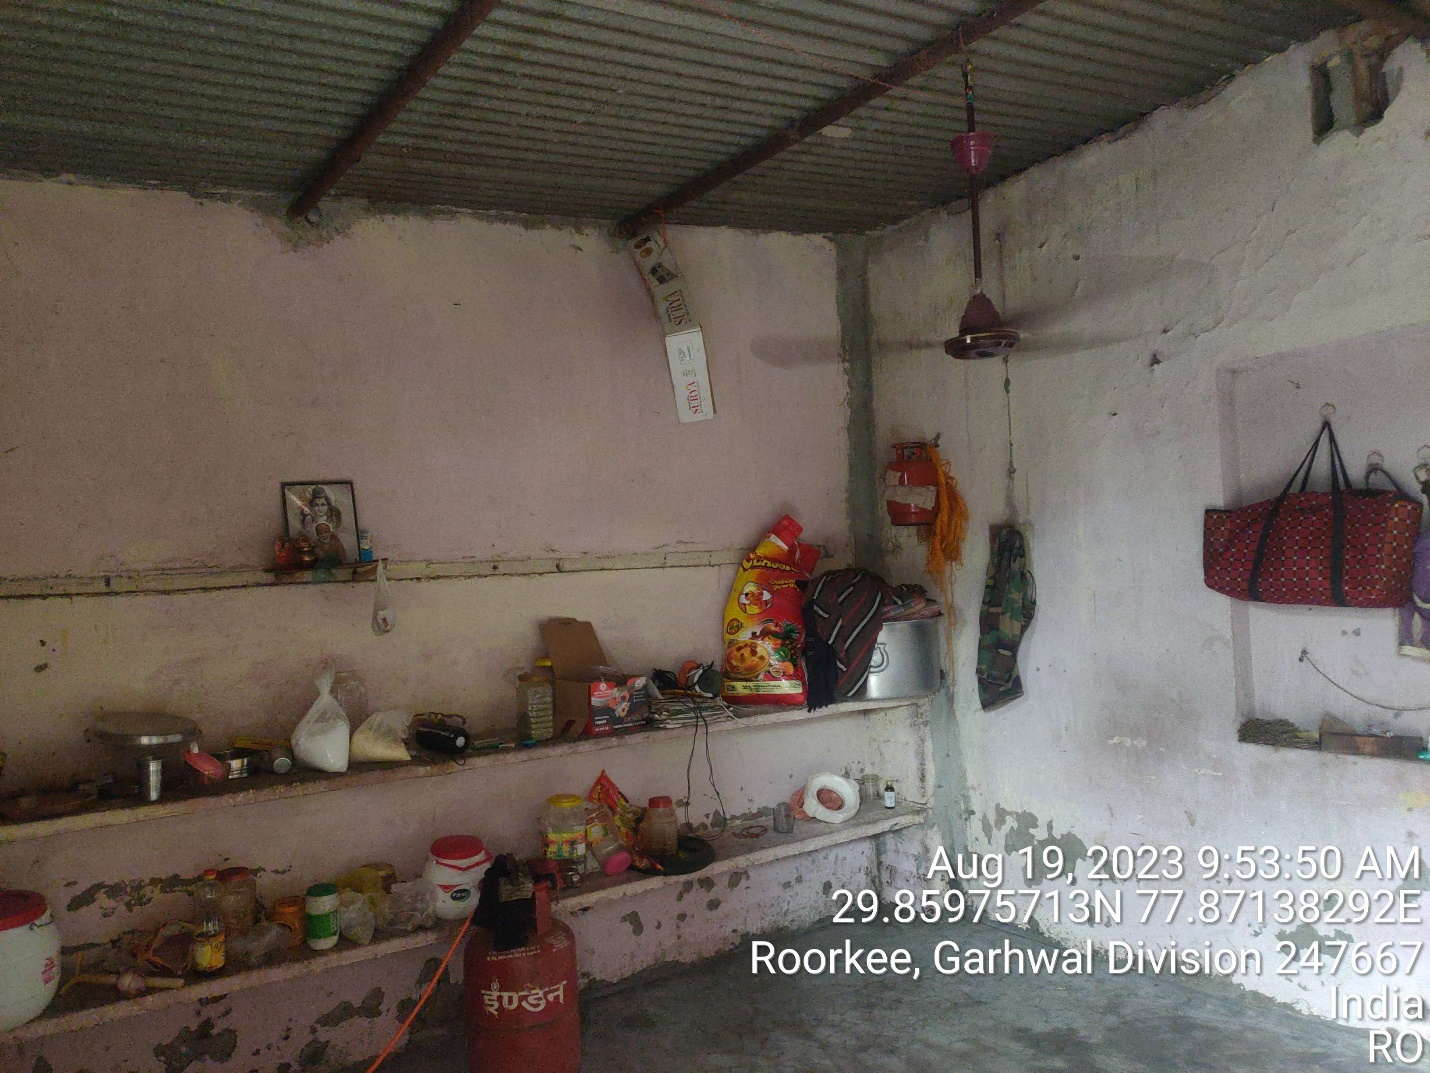 SURYA
SURYA
इण्डेन
Aug 19, 2023 9:53:50 AM
29.85975713N 77.87138292E
Roorkee, Garhwal Division 247667
India
RO